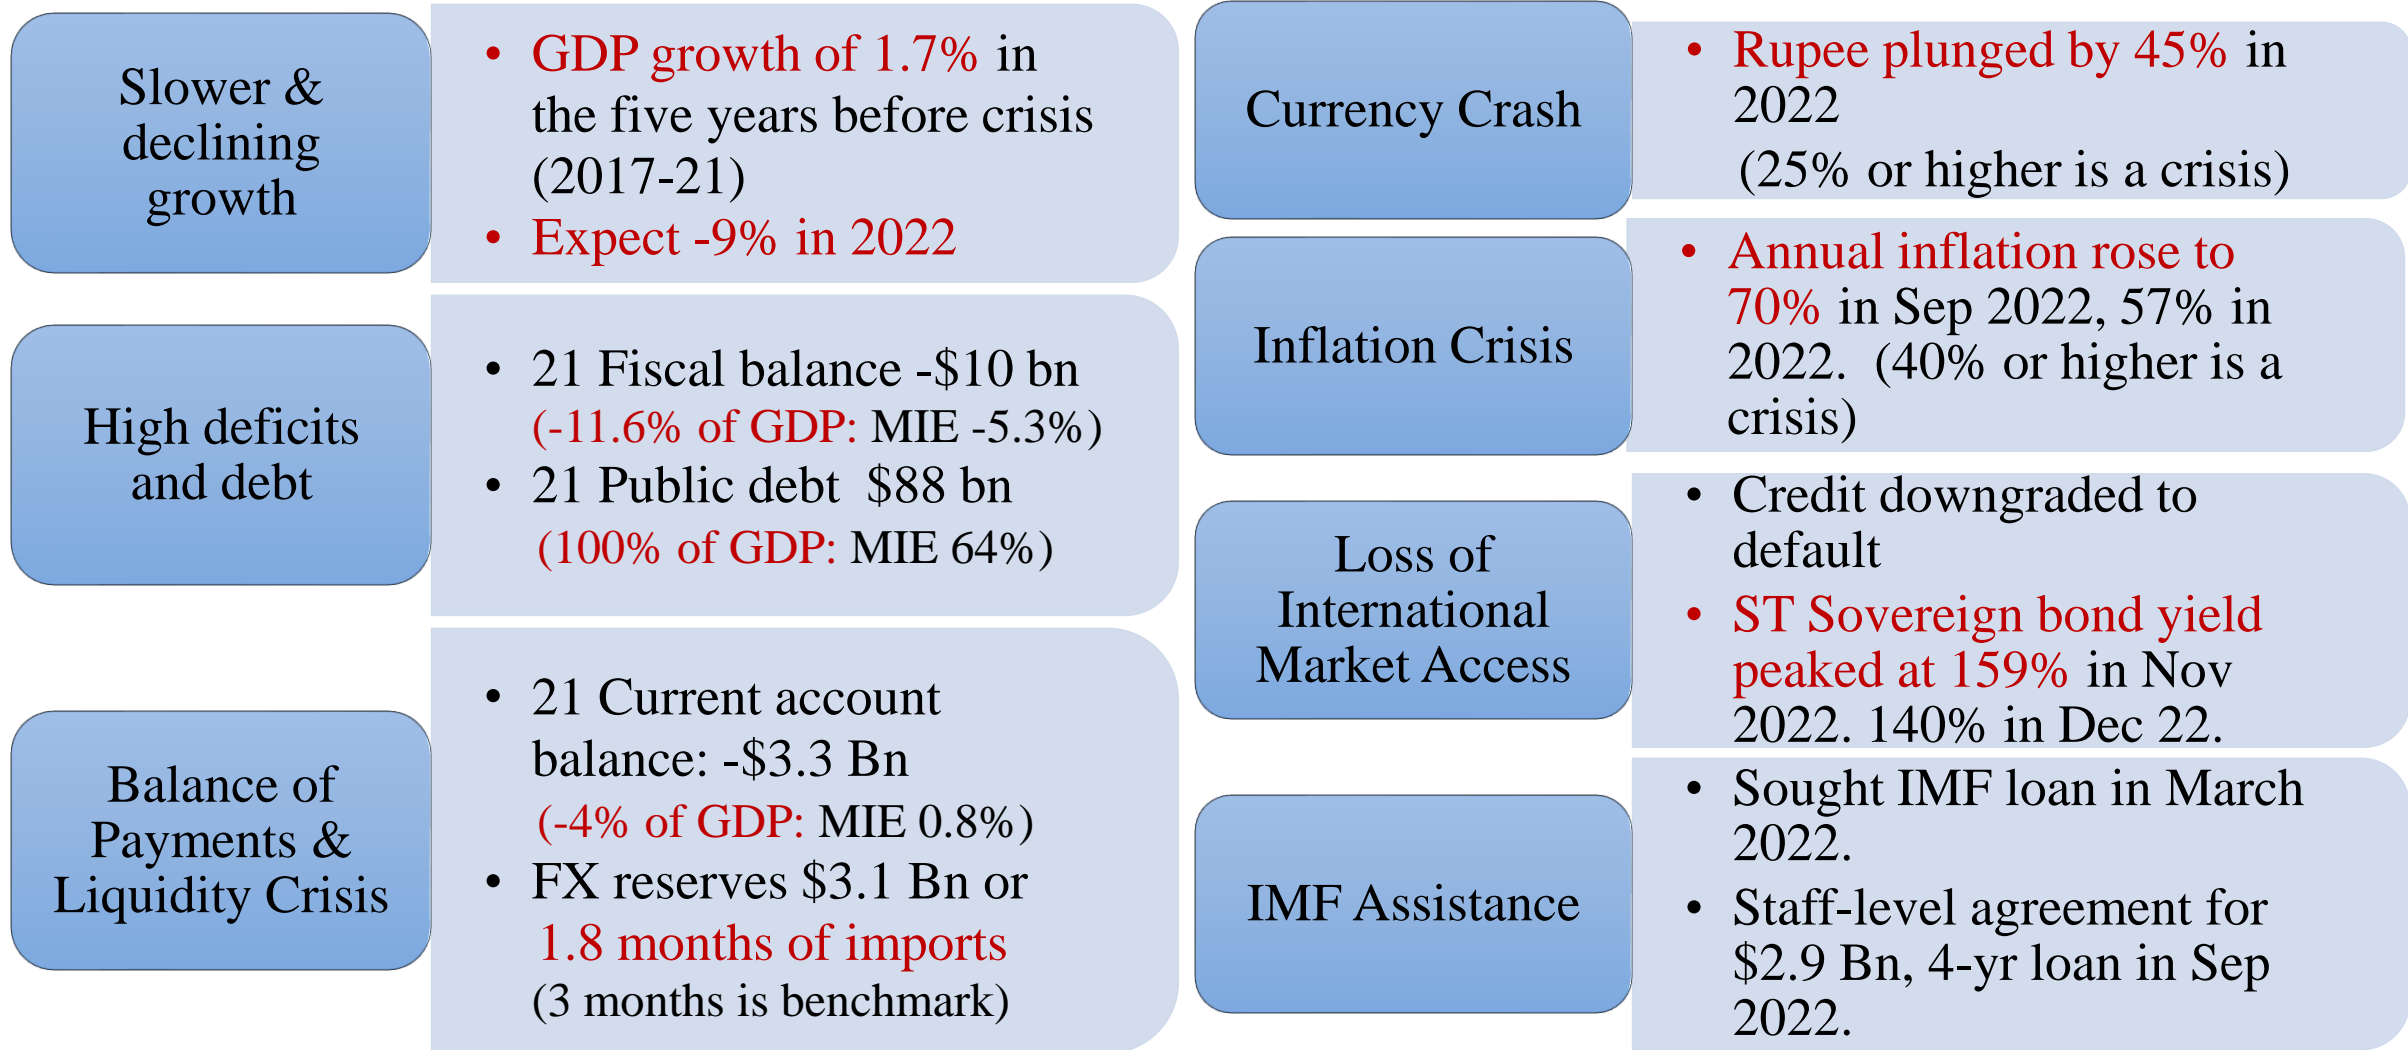 Slower &
declining
growth
• GDP growth of 1.7% in
the five years before crisis
(2017-21)
• Expect -9% in 2022
High deficits
and debt
• 21 Fiscal balance -$10 bn
(-11.6% of GDP: MIE -5.3%)
• 21 Public debt $88 bn
(100% of GDP: MIE 64%)
Balance of
Payments &
Liquidity Crisis
• 21 Current account
balance: -$3.3 Bn
(-4% of GDP: MIE 0.8%)
• FX reserves $3.1 Bn or
1.8 months of imports
(3 months is benchmark)
Currency Crash
• Rupee plunged by 45% in
2022
(25% or higher is a crisis)
Inflation Crisis
• Annual inflation rose to
70% in Sep 2022, 57% in
2022. (40% or higher is a
crisis)
Loss of
International
Market Access
• Credit downgraded to
default
• ST Sovereign bond yield
peaked at 159% in Nov
2022. 140% in Dec 22.
IMF Assistance
• Sought IMF loan in March
2022.
• Staff-level agreement for
$2.9 Bn, 4-yr loan in Sep
2022.